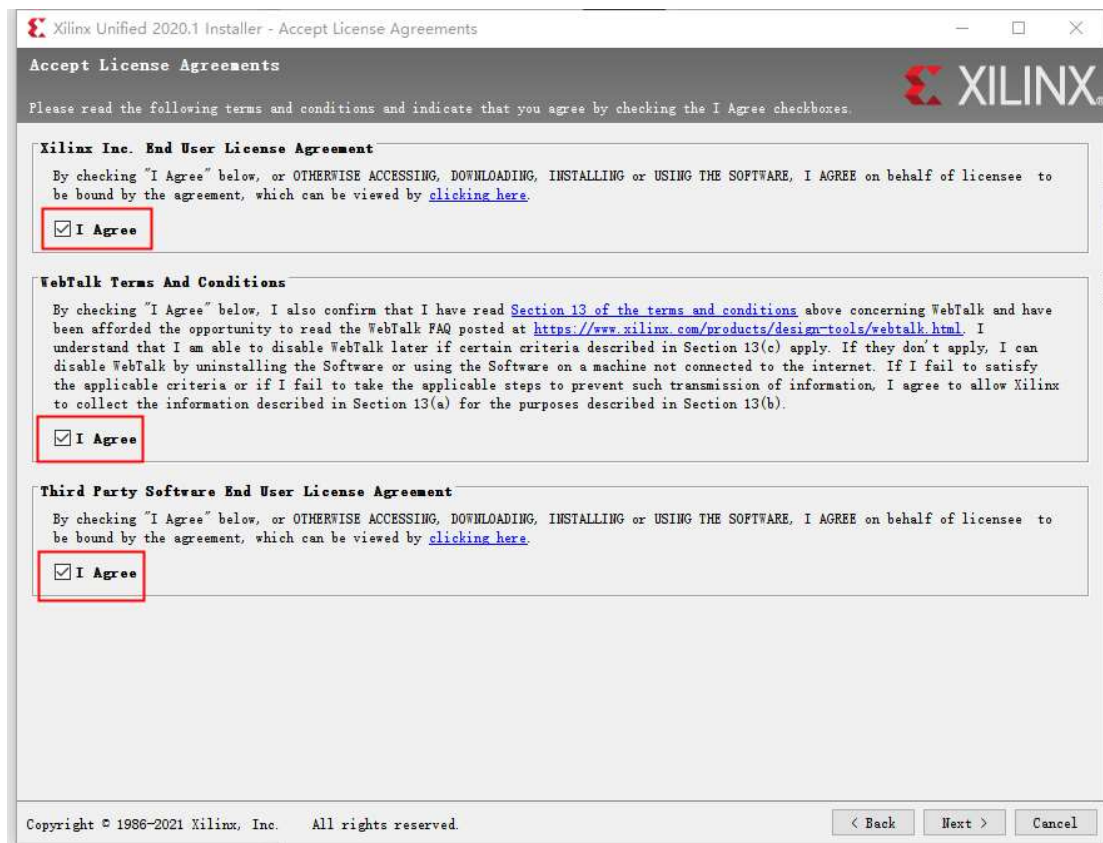 Xilinx Unified 2020.1 Installer - Accept License Agreements
Accept License Agreements
XILINX
Please read the following terms and conditions and indicate that you agree by checking the I Agree checkboxes.
Xilinx Inc. End User License Agreement
By checking "I Agree" below, or OTHERWISE ACCESSING, DOWNLOADING, INSTALLING or USING THE SOFTWARE, I AGREE on behalf of licensee to
be bound by the agreement, which can be viewed by clicking here.
I Agree
WebTalk Terms And Conditions
By checking "I Agree" below, I also confirm that I have read Section 13 of the terms and conditions above concerning WebTalk and have
been afforded the opportunity to read the WebTalk FAQ posted at https://www.xilinx.com/products/design-tools/webtalk.html. I
understand that I am able to disable WebTalk later if certain criteria described in Section 13(c) apply. If they don't apply, I can
disable WebTalk by uninstalling the Software or using the Software on a machine not connected to the internet. If I fail to satisfy
the applicable criteria or if I fail to take the applicable steps to prevent such transmission of information, I agree to allow Xilinx
to collect the information described in Section 13(a) for the purposes described in Section 13(b).
I Agree
Third Party Software End User License Agreement
By checking "I Agree" below, or OTHERWISE ACCESSING, DOWNLOADING, INSTALLING or USING THE SOFTWARE, I AGREE on behalf of licensee to
be bound by the agreement, which can be viewed by clicking here.
I Agree
Copyright © 1986-2021 Xilinx, Inc. All rights reserved.
< Back Next > Cancel